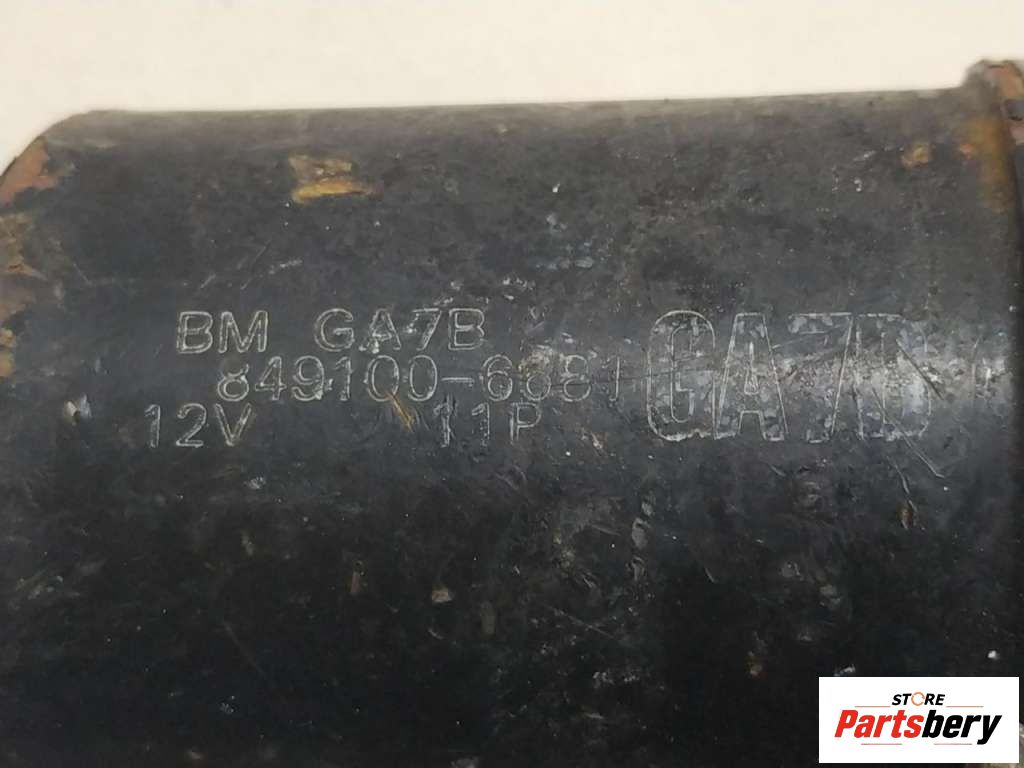 BM GA7B
849100-6681
12V 11P
GA7B
STORE
Partsbery